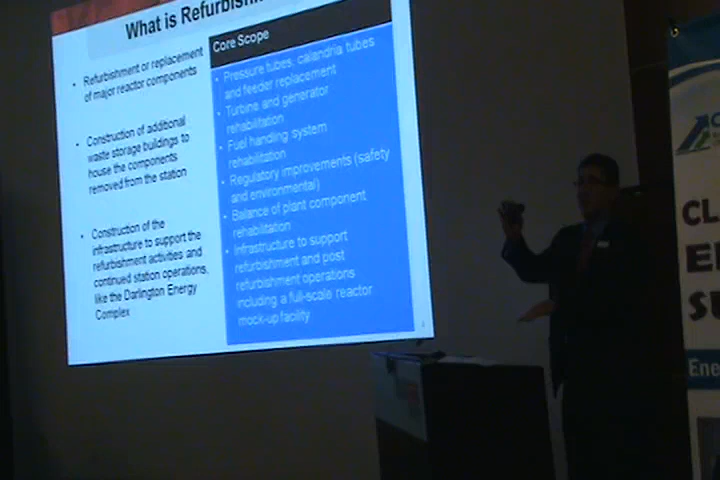 What is Refurbish
• Refurbishment or replacement
of major reactor components
• Construction of additional
waste storage buildings to
house the components
removed from the station
• Construction of the
infrastructure to support the
refurbishment activities and
continued station operations,
like the Darlington Energy
Complex
Core Scope
• Pressure tubes, calandria tubes
and feeder replacement
• Turbine and generator
rehabilitation
• Fuel handling system
rehabilitation
• Regulatory improvements (safety
and environmental)
• Balance of plant component
rehabilitation
• Infrastructure to support
refurbishment and post
refurbishment operations
including a full-scale reactor
mock-up facility
CL
Ene